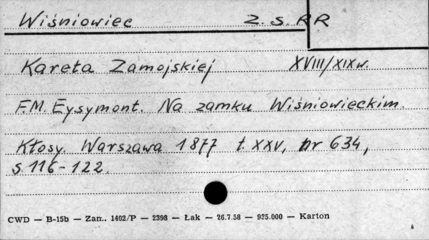 Wiśniowiec Z.S.RR
Kareta Zamojskiej XVIII/XIXw.
F.M. Eysymont. Na zamku Wiśniowieckim.
Kłosy. Warszawa 1877 t. XXV, nr 634,
s 116-122.
CWD — B-15b — Zam. 1402/P — 2398 — Łak — 26.7.58 — 925.000 — Karton